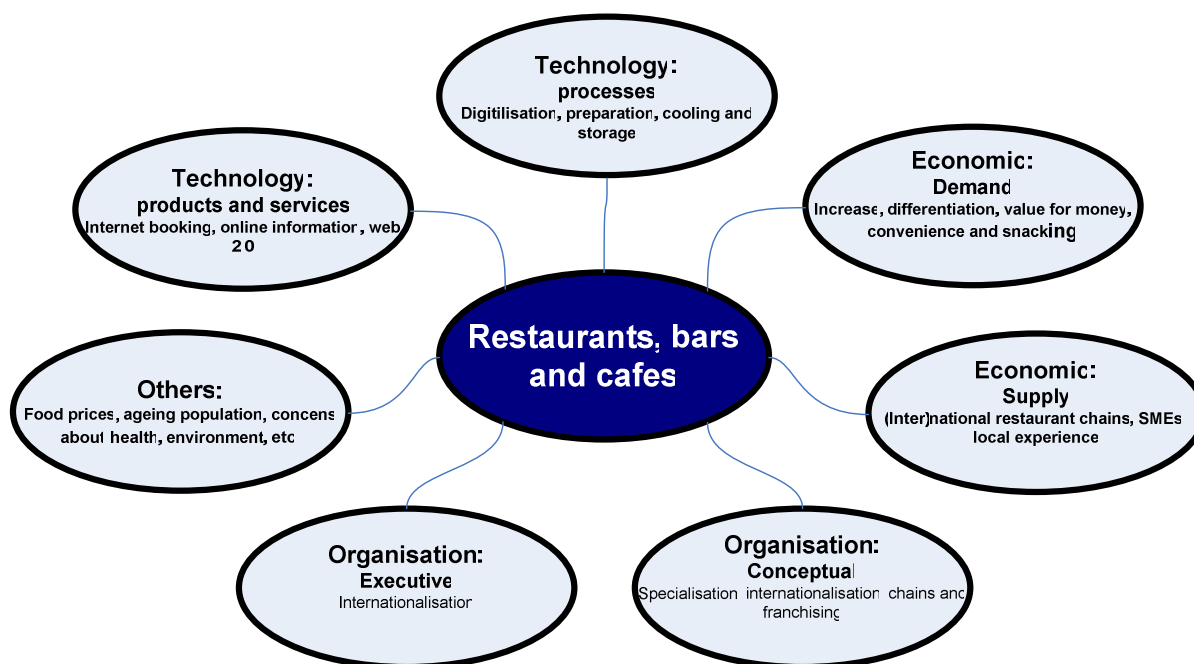 Technology:
processes
Digitilisation, preparation, cooling and
storage
Technology:
products and services
Internet booking, online information, web
2.0
Economic:
Demand
Increase, differentiation, value for money,
convenience and snacking
Restaurants, bars
and cafes
Others:
Food prices, ageing population, concens
about health, environment, etc
Economic:
Supply
(Inter)national restaurant chains, SMEs
local experience
Organisation:
Executive
Internationalisation
Organisation:
Conceptual
Specialisation internationalisation chains and
franchising